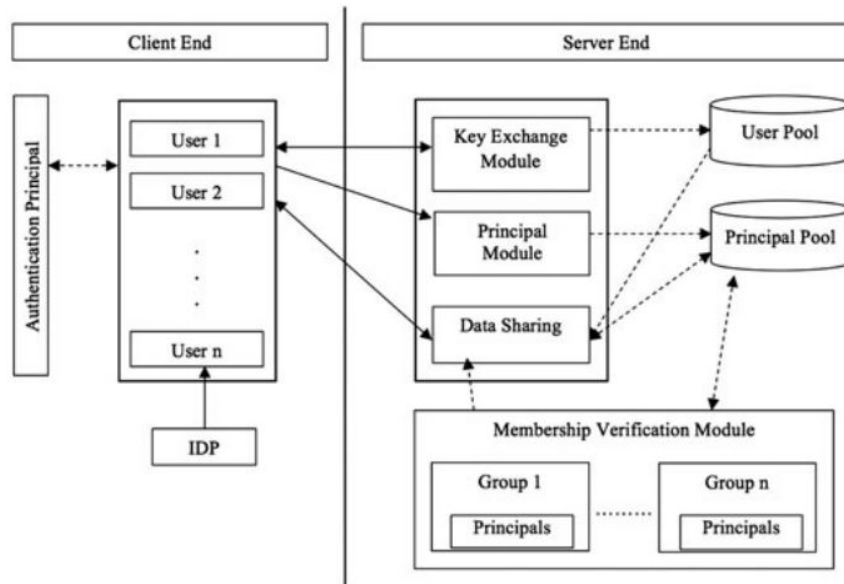 Client End
Server End
Authentication Principal
User 1
User 2
User n
IDP
Key Exchange
Module
Principal
Module
Data Sharing
User Pool
Principal Pool
Membership Verification Module
Group 1
Principals
Group n
Principals